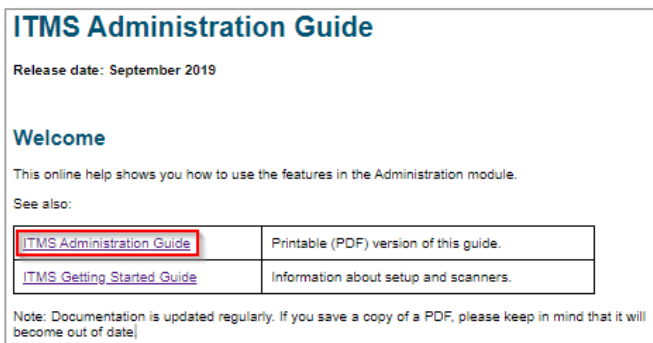 ITMS Administration Guide
Release date: September 2019
Welcome
This online help shows you how to use the features in the Administration module.
See also:
ITMS Administration Guide Printable (PDF) version of this guide.
ITMS Getting Started Guide Information about setup and scanners.
Note: Documentation is updated regularly. If you save a copy of a PDF, please keep in mind that it will
become out of date